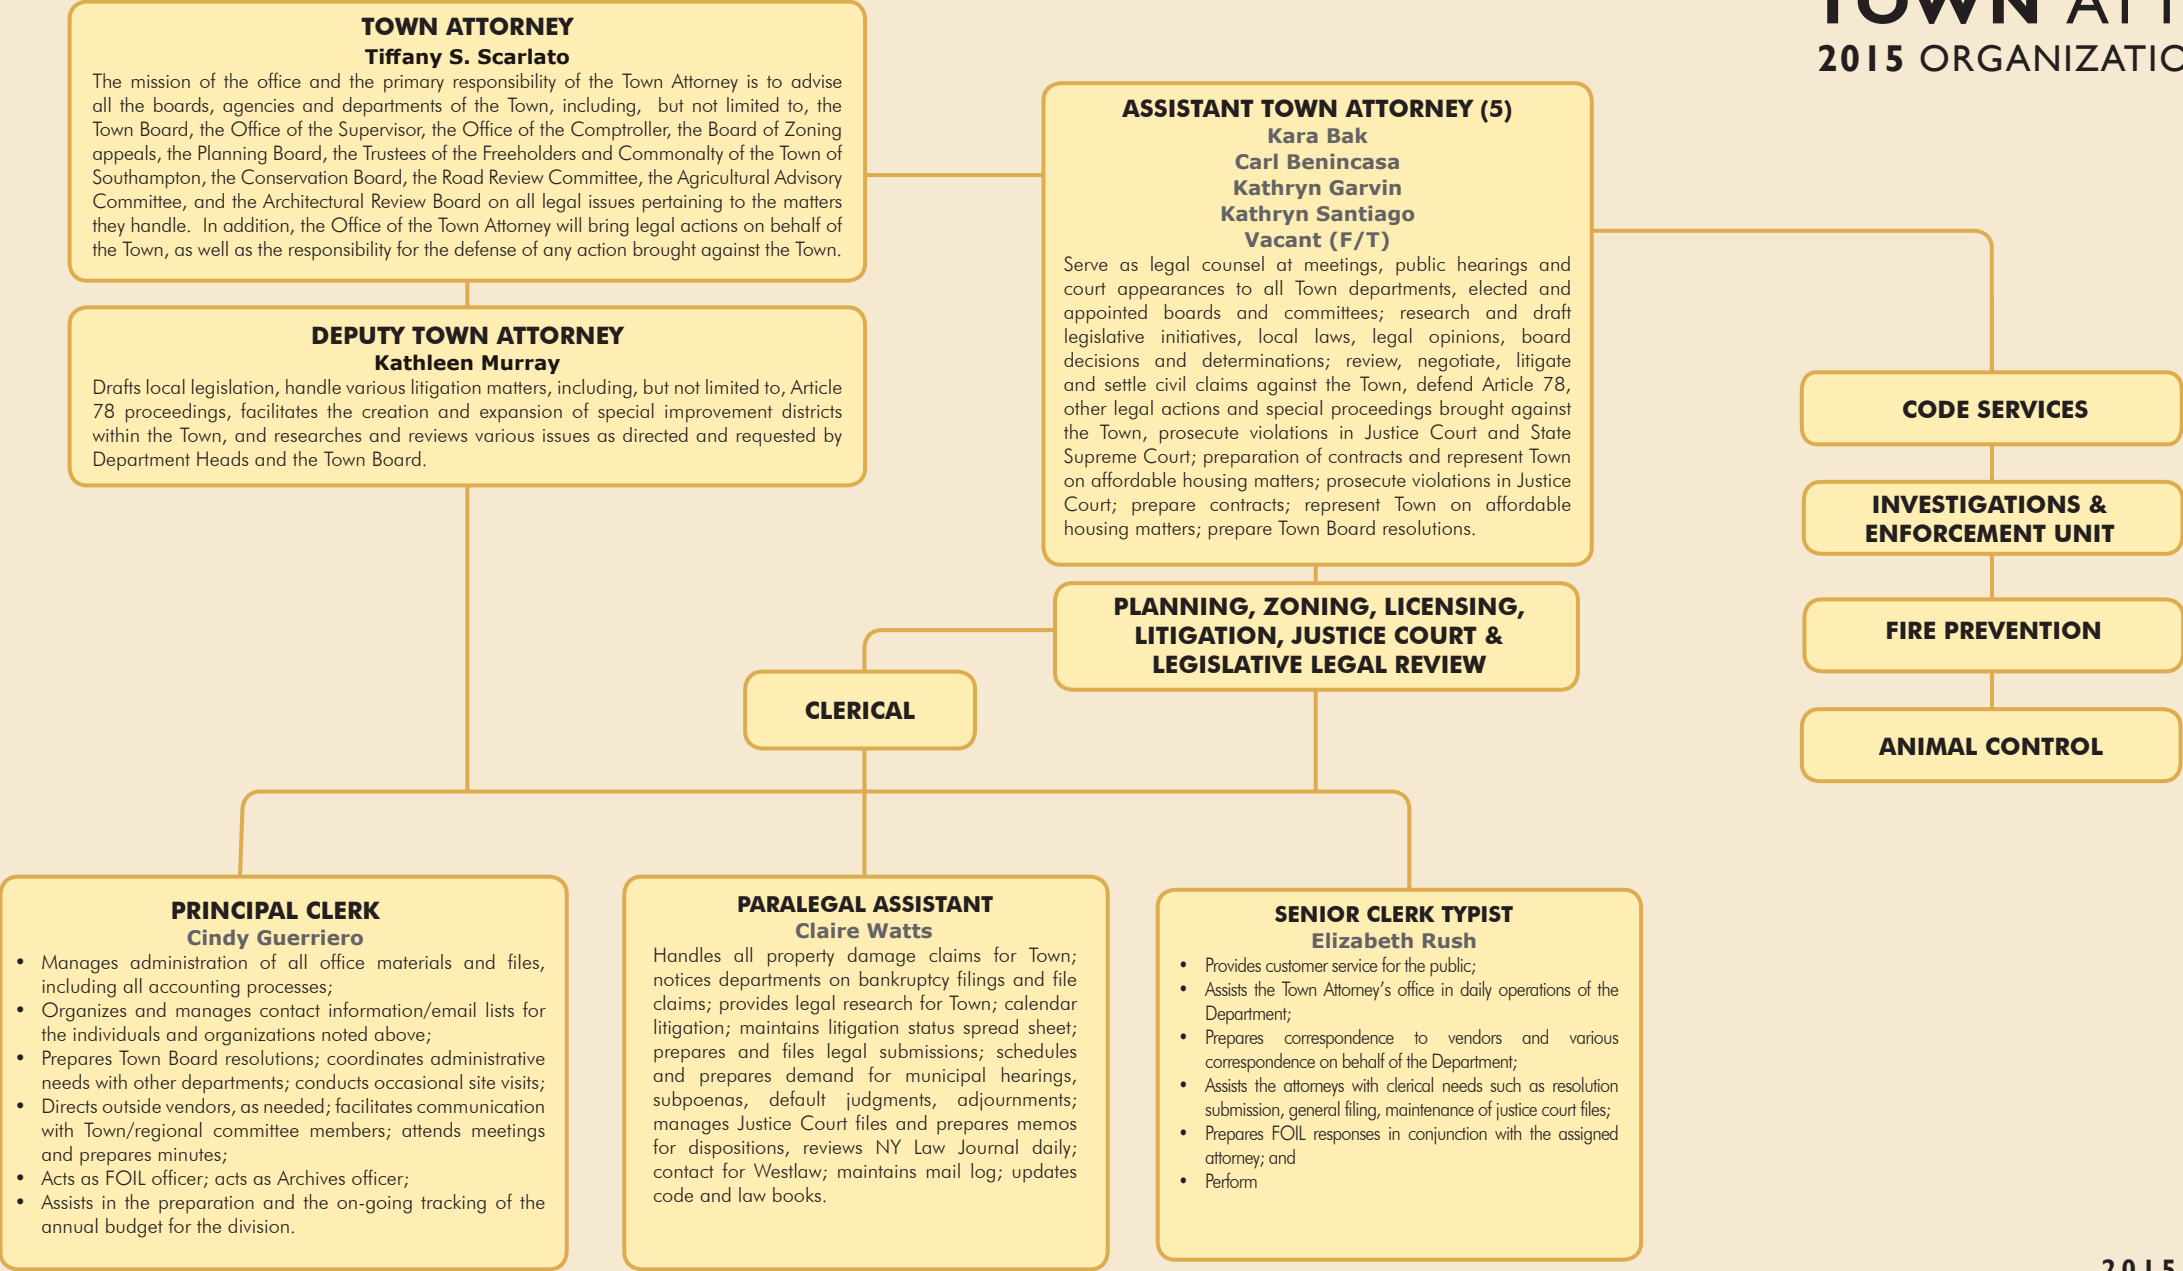 TOWN ATT
2015 ORGANIZATIO
TOWN ATTORNEY
Tiffany S. Scarlato
The mission of the office and the primary responsibility of the Town Attorney is to advise
all the boards, agencies and departments of the Town, including, but not limited to, the
Town Board, the Office of the Supervisor, the Office of the Comptroller, the Board of Zoning
appeals, the Planning Board, the Trustees of the Freeholders and Commonalty of the Town of
Southampton, the Conservation Board, the Road Review Committee, the Agricultural Advisory
Committee, and the Architectural Review Board on all legal issues pertaining to the matters
they handle. In addition, the Office of the Town Attorney will bring legal actions on behalf of
the Town, as well as the responsibility for the defense of any action brought against the Town.
DEPUTY TOWN ATTORNEY
Kathleen Murray
Drafts local legislation, handle various litigation matters, including, but not limited to, Article
78 proceedings, facilitates the creation and expansion of special improvement districts
within the Town, and researches and reviews various issues as directed and requested by
Department Heads and the Town Board.
ASSISTANT TOWN ATTORNEY (5)
Kara Bak
Carl Benincasa
Kathryn Garvin
Kathryn Santiago
Vacant (F/T)
Serve as legal counsel at meetings, public hearings and
court appearances to all Town departments, elected and
appointed boards and committees; research and draft
legislative initiatives, local laws, legal opinions, board
decisions and determinations; review, negotiate, litigate
and settle civil claims against the Town, defend Article 78,
other legal actions and special proceedings brought against
the Town, prosecute violations in Justice Court and State
Supreme Court; preparation of contracts and represent Town
on affordable housing matters; prosecute violations in Justice
Court; prepare contracts; represent Town on affordable
housing matters; prepare Town Board resolutions.
PLANNING, ZONING, LICENSING,
LITIGATION, JUSTICE COURT &
LEGISLATIVE LEGAL REVIEW
CLERICAL
CODE SERVICES
INVESTIGATIONS &
ENFORCEMENT UNIT
FIRE PREVENTION
ANIMAL CONTROL
PRINCIPAL CLERK
Cindy Guerriero
• Manages administration of all office materials and files,
including all accounting processes;
• Organizes and manages contact information/email lists for
the individuals and organizations noted above;
• Prepares Town Board resolutions; coordinates administrative
needs with other departments; conducts occasional site visits;
• Directs outside vendors, as needed; facilitates communication
with Town/regional committee members; attends meetings
and prepares minutes;
• Acts as FOIL officer; acts as Archives officer;
• Assists in the preparation and the on-going tracking of the
annual budget for the division.
PARALEGAL ASSISTANT
Claire Watts
Handles all property damage claims for Town;
notices departments on bankruptcy filings and file
claims; provides legal research for Town; calendar
litigation; maintains litigation status spread sheet;
prepares and files legal submissions; schedules
and prepares demand for municipal hearings,
subpoenas, default judgments, adjournments;
manages Justice Court files and prepares memos
for dispositions, reviews NY Law Journal daily;
contact for Westlaw; maintains mail log; updates
code and law books.
SENIOR CLERK TYPIST
Elizabeth Rush
• Provides customer service for the public;
• Assists the Town Attorney's office in daily operations of the
Department;
• Prepares correspondence to vendors and various
correspondence on behalf of the Department;
• Assists the attorneys with clerical needs such as resolution
submission, general filing, maintenance of justice court files;
• Prepares FOIL responses in conjunction with the assigned
attorney; and
• Perform
2015